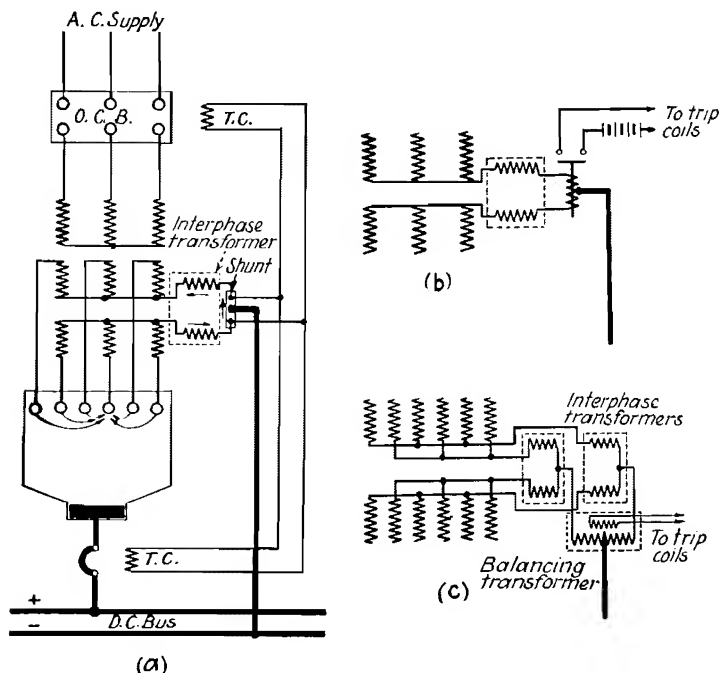 A. C. Supply
O. C. B.
T.C.
Interphase
transformer
Shunt
T.C.
+
−
D.C. Bus
(a)
To trip
coils
(b)
Interphase
transformers
To trip
coils
Balancing
transformer
(c)